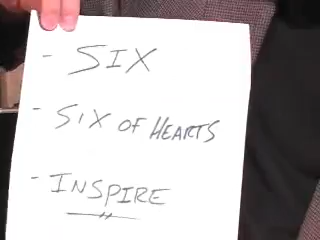 - SIX
- SIX OF HEARTS
- INSPIRE